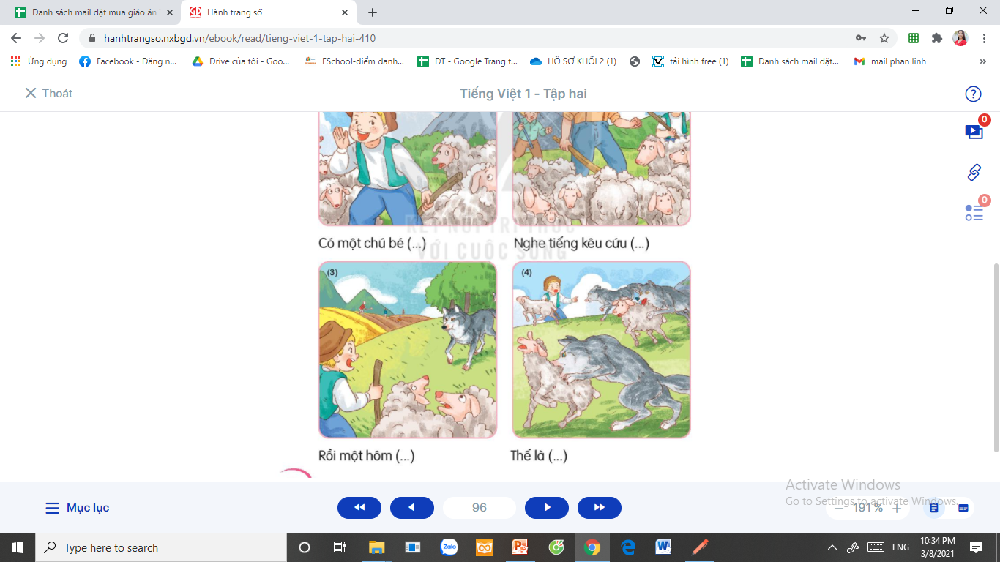 Danh sách mail đặt mua giáo án
Hành trang số
hanhtrangso.nxbgd.vn/ebook/read/tieng-viet-1-tap-hai-410
Ứng dụng
Facebook - Đăng n...
Drive của tôi - Goo...
FSchool-điểm danh...
DT - Google Trang t...
HỒ SƠ KHỐI 2 (1)
tải hình free (1)
Danh sách mail đặt...
mail phan linh
»
Thoát
Tiếng Việt 1 - Tập hai
0
0
KẾT NỐI TRI THỨC
VỚI CUỘC SỐNG
Có một chú bé (...)
Nghe tiếng kêu cứu (...)
(3)
(4)
Rồi một hôm (...)
Thế là (...)
Activate Windows
Go to Settings to activate Windows.
Mục lục
96
191 %
Type here to search
Zalo
ENG
10:34 PM
3/8/2021